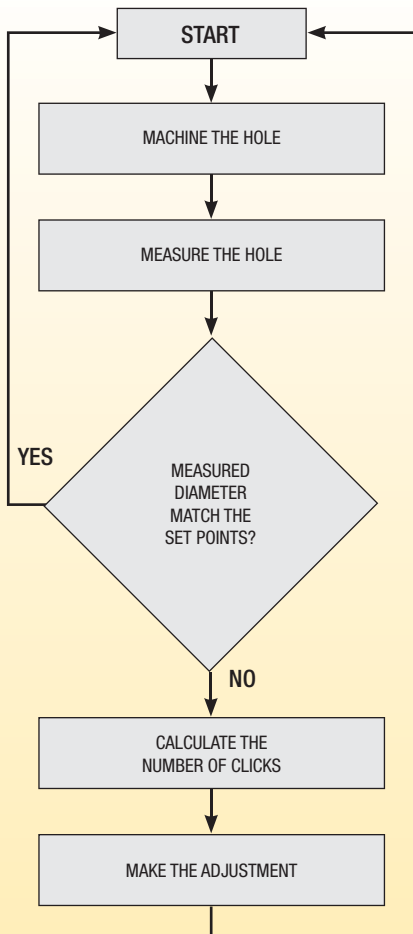 START
MACHINE THE HOLE
MEASURE THE HOLE
MEASURED
DIAMETER
MATCH THE
SET POINTS?
YES
NO
CALCULATE THE
NUMBER OF CLICKS
MAKE THE ADJUSTMENT